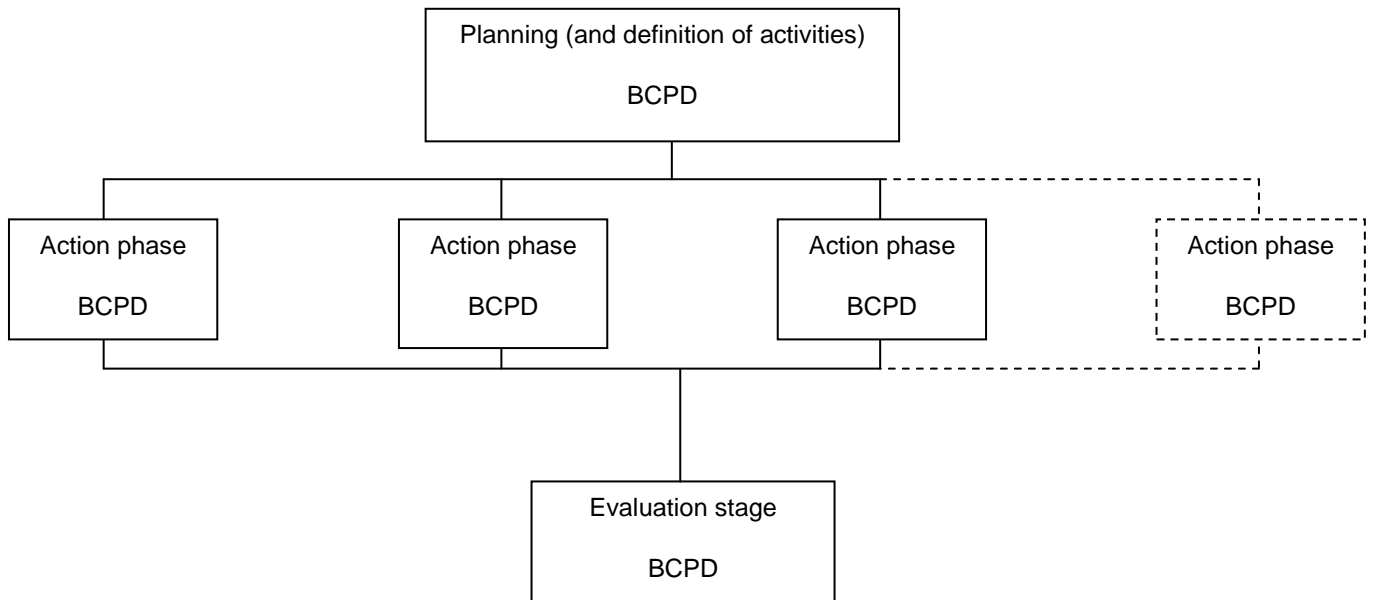 Planning (and definition of activities)
BCPD
Action phase
BCPD
Action phase
BCPD
Action phase
BCPD
Action phase
BCPD
Evaluation stage
BCPD